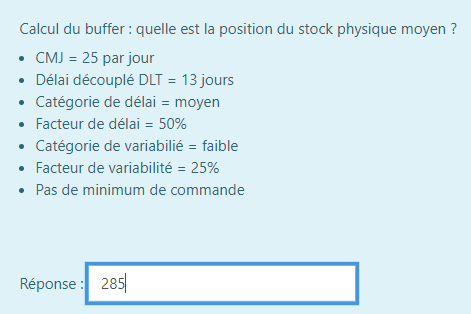 Calcul du buffer : quelle est la position du stock physique moyen ?
• CMJ = 25 par jour
• Délai découplé DLT = 13 jours
• Catégorie de délai = moyen
• Facteur de délai = 50%
• Catégorie de variabilié = faible
• Facteur de variabilité = 25%
• Pas de minimum de commande
Réponse : 285